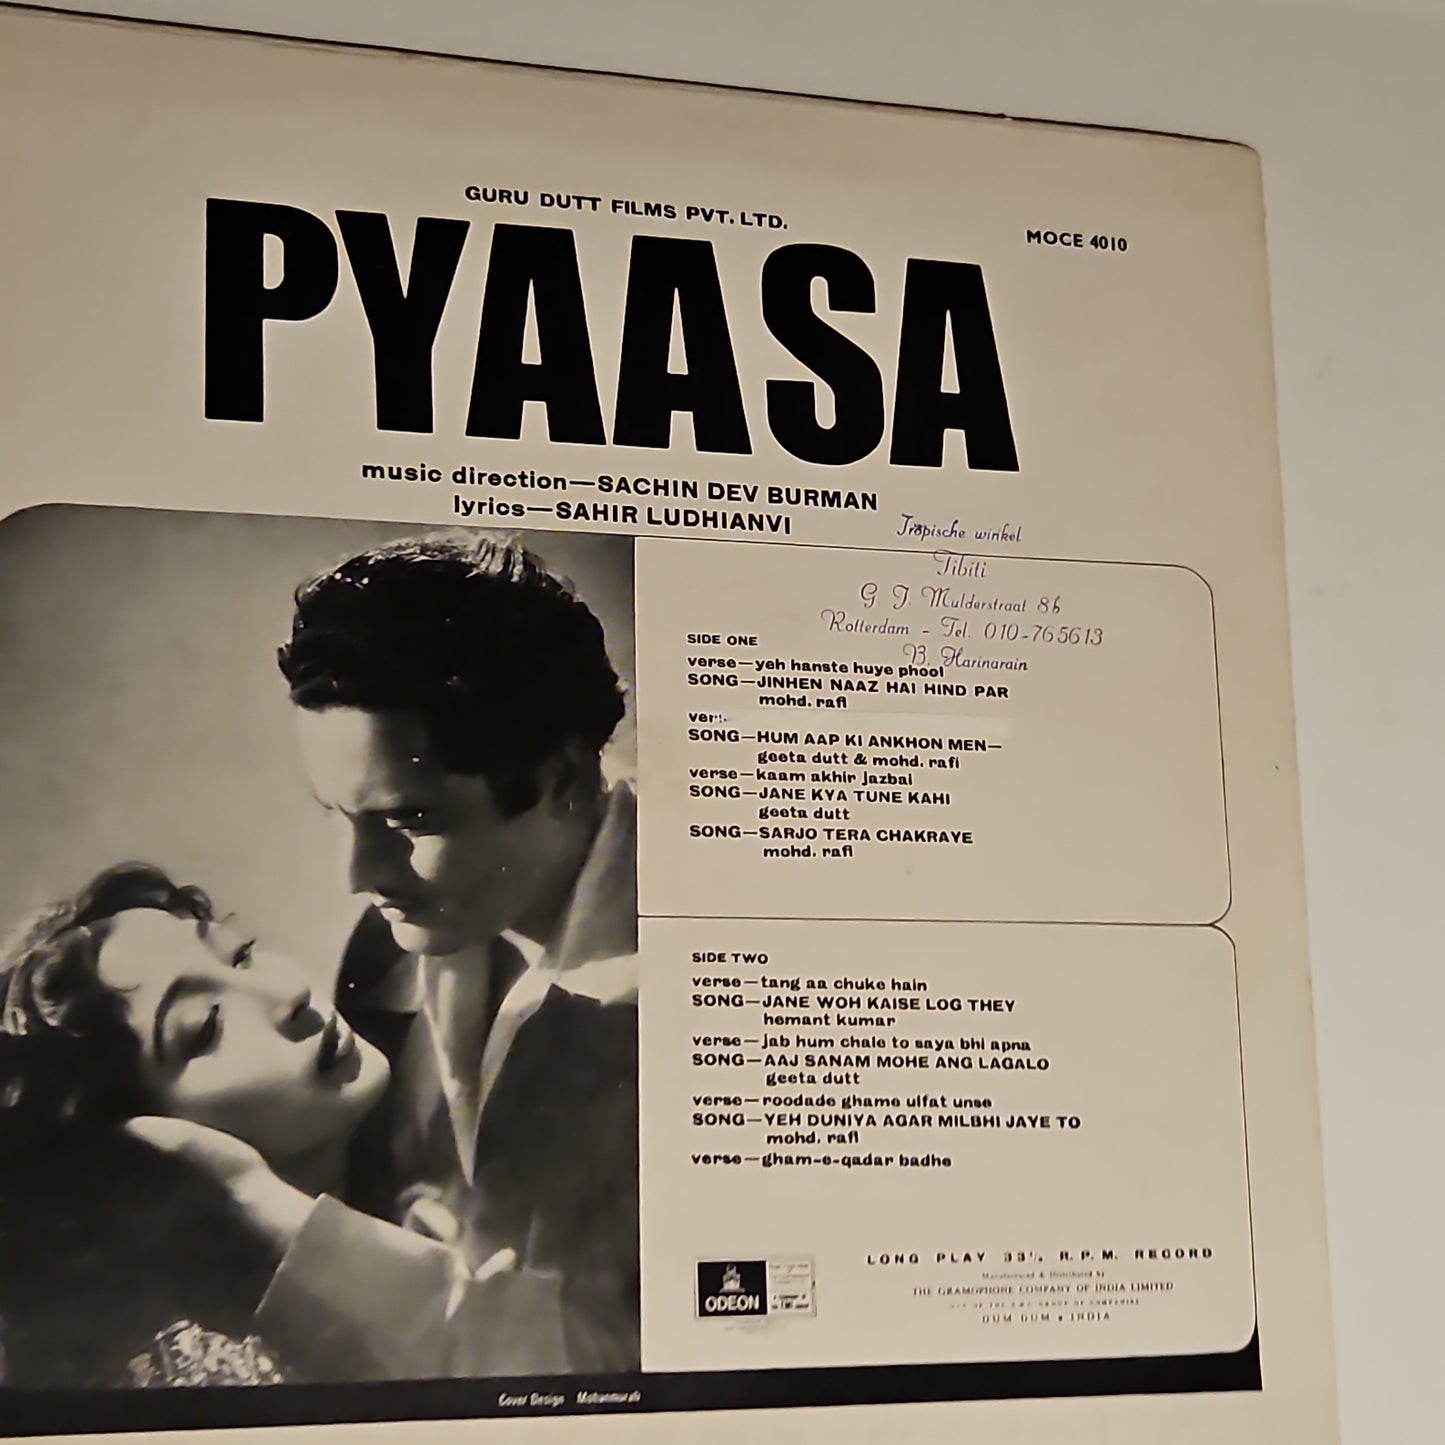 GURU DUTT FILMS PVT. LTD.
MOCE 4010
PYAASA
music direction—SACHIN DEV BURMAN
lyrics—SAHIR LUDHIANVI
Tropische winkel
Tibiti
G. J. Mulderstraat 8b
Rotterdam - Tel. 010-765613
B. Harinarain
SIDE ONE
verse—yeh hanste huye phool
SONG—JINHEN NAAZ HAI HIND PAR
mohd. rafi
SONG—HUM AAP KI ANKHON MEN—
geeta dutt & mohd. rafi
verse—kaam akhir jazbai
SONG—JANE KYA TUNE KAHI
geeta dutt
SONG—SARJO TERA CHAKRAYE
mohd. rafi
SIDE TWO
verse—tang aa chuke hain
SONG—JANE WOH KAISE LOG THEY
hemant kumar
verse—jab hum chale to saya bhi apna
SONG—AAJ SANAM MOHE ANG LAGALO
geeta dutt
verse—roodade ghame ulfat unse
SONG—YEH DUNIYA AGAR MILBHI JAYE TO
mohd. rafi
verse—gham-e-qadar badhe
ODEON
LONG PLAY 33⅓ R.P.M. RECORD
Manufactured & Distributed by
THE GRAMOPHONE COMPANY OF INDIA LIMITED
DUM DUM • INDIA
Cover Design Mohanmurali